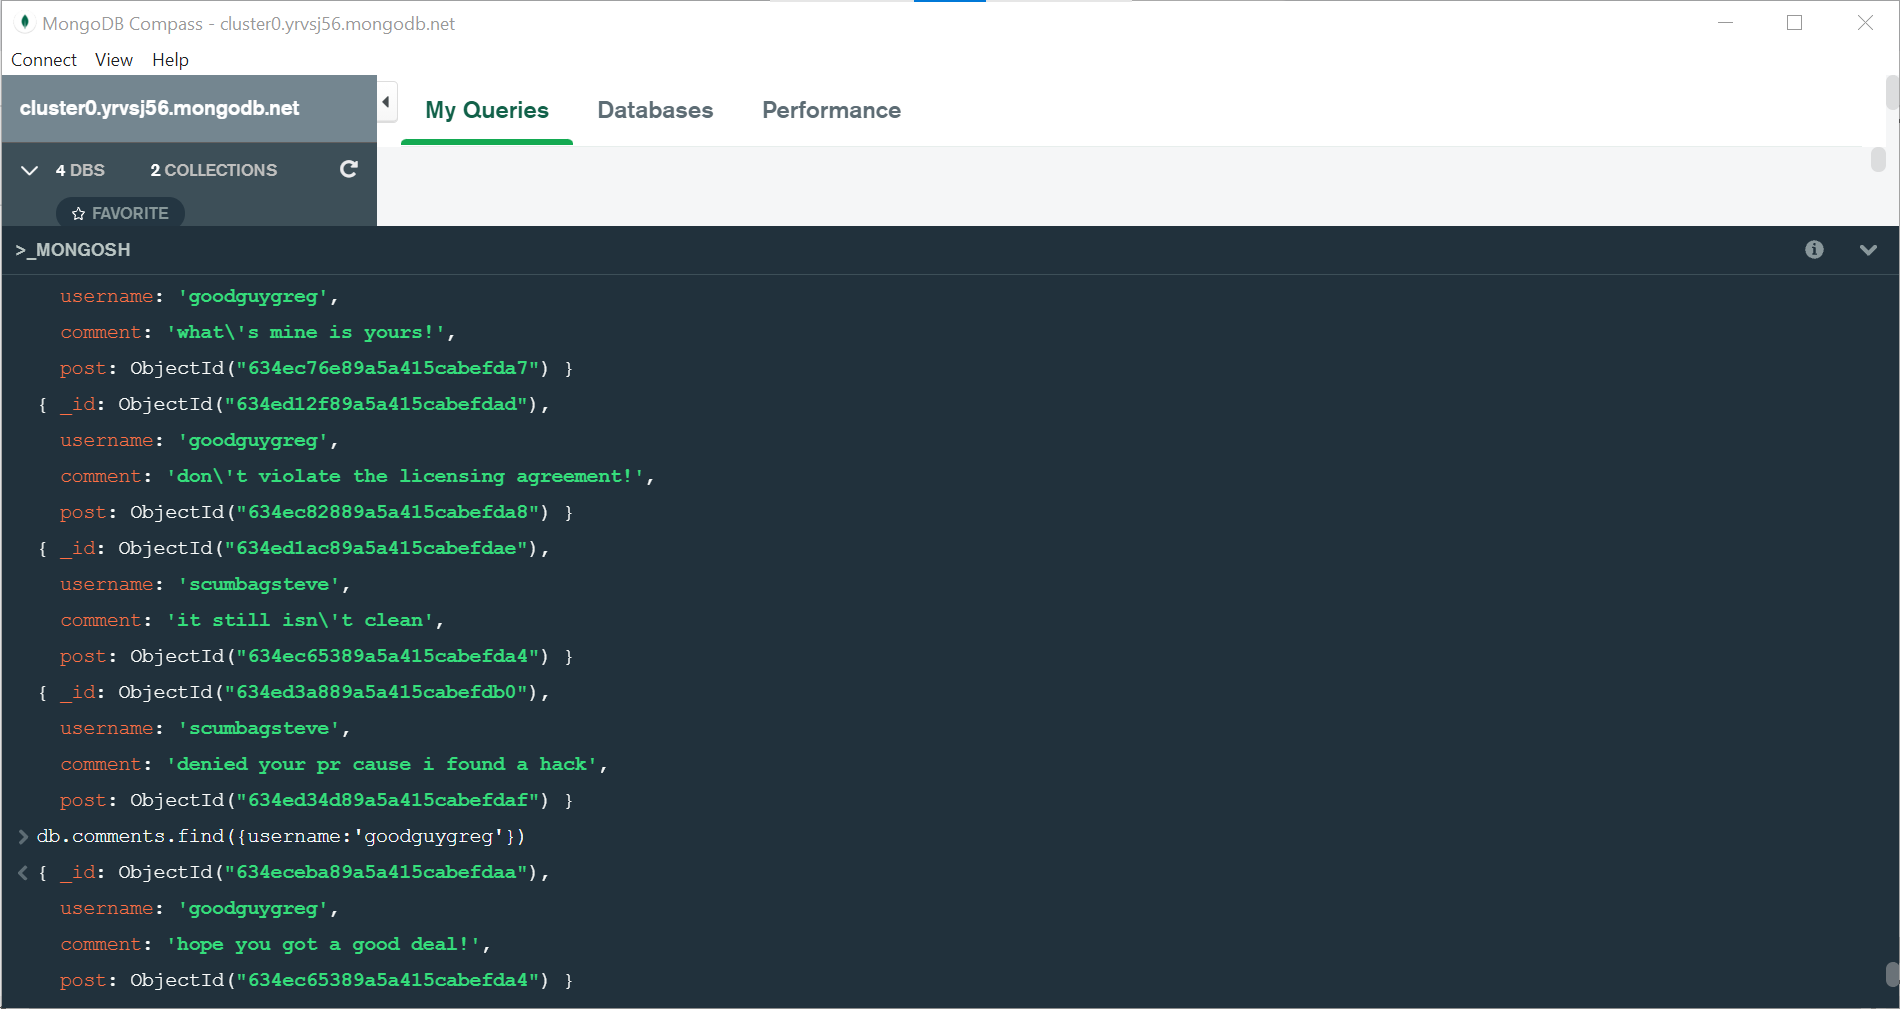 MongoDB Compass - cluster0.yrvsj56.mongodb.net
Connect View Help
cluster0.yrvsj56.mongodb.net
My Queries Databases Performance
4 DBS 2 COLLECTIONS
FAVORITE
>_MONGOSH
username: 'goodguygreg',
comment: 'what\'s mine is yours!',
post: ObjectId("634ec76e89a5a415cabefda7") }
{ _id: ObjectId("634ed12f89a5a415cabefdad"),
username: 'goodguygreg',
comment: 'don\'t violate the licensing agreement!',
post: ObjectId("634ec82889a5a415cabefda8") }
{ _id: ObjectId("634ed1ac89a5a415cabefdae"),
username: 'scumbagsteve',
comment: 'it still isn\'t clean',
post: ObjectId("634ec65389a5a415cabefda4") }
{ _id: ObjectId("634ed3a889a5a415cabefdb0"),
username: 'scumbagsteve',
comment: 'denied your pr cause i found a hack',
post: ObjectId("634ed34d89a5a415cabefdaf") }
> db.comments.find({username:'goodguygreg'})
< { _id: ObjectId("634eceba89a5a415cabefdaa"),
username: 'goodguygreg',
comment: 'hope you got a good deal!',
post: ObjectId("634ec65389a5a415cabefda4") }